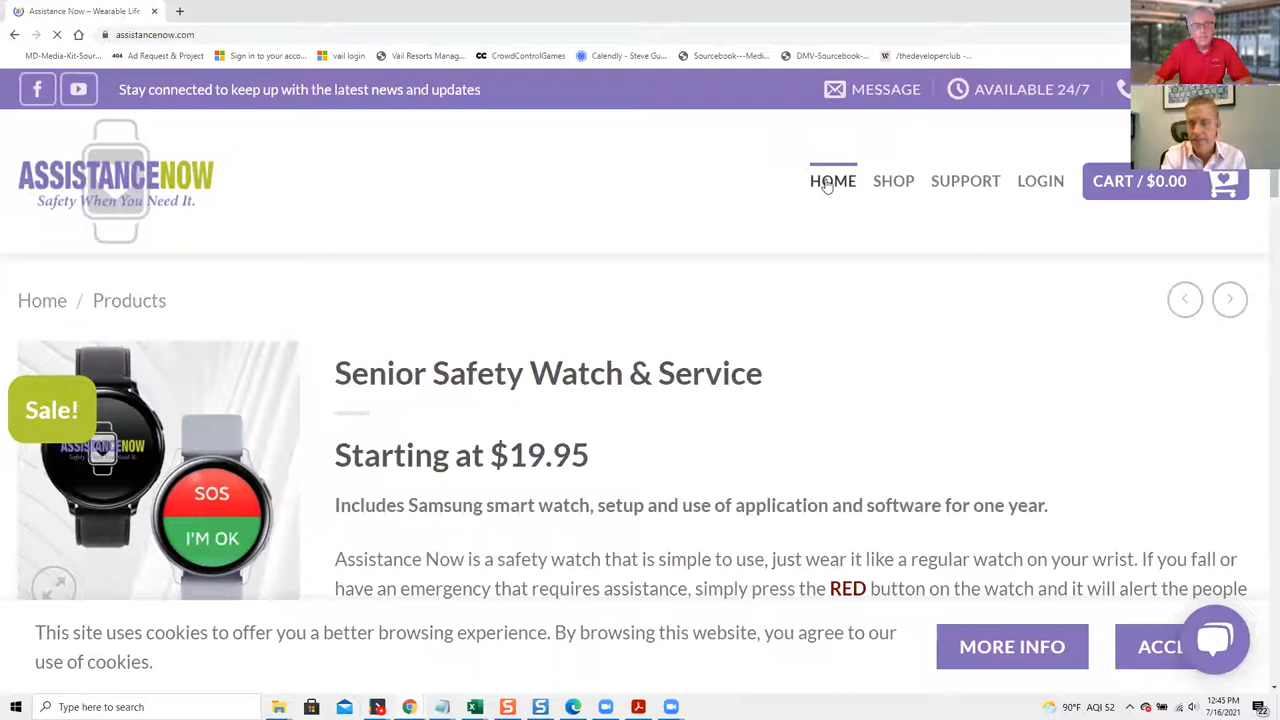 Assistance Now – Wearable Life
assistancenow.com
MD-Media-Kit-Sour... 404 Ad Request & Project Sign in to your acco... vail login Vail Resorts Manag... CC CrowdControlGames Calendly - Steve Gu... Sourcebook---Medi... DMV-Sourcebook-... W /thedeveloperclub -...
Stay connected to keep up with the latest news and updates
MESSAGE
AVAILABLE 24/7
ASSISTANCENOW
Safety When You Need It.
HOME SHOP SUPPORT LOGIN CART / $0.00
Home / Products
Sale!
ASSISTANCENOW
SOS
I'M OK
Senior Safety Watch & Service
Starting at $19.95
Includes Samsung smart watch, setup and use of application and software for one year.
Assistance Now is a safety watch that is simple to use, just wear it like a regular watch on your wrist. If you fall or
have an emergency that requires assistance, simply press the RED button on the watch and it will alert the people
This site uses cookies to offer you a better browsing experience. By browsing this website, you agree to our
use of cookies.
MORE INFO
Type here to search
90°F AQI 52
12:45 PM
7/16/2021
22